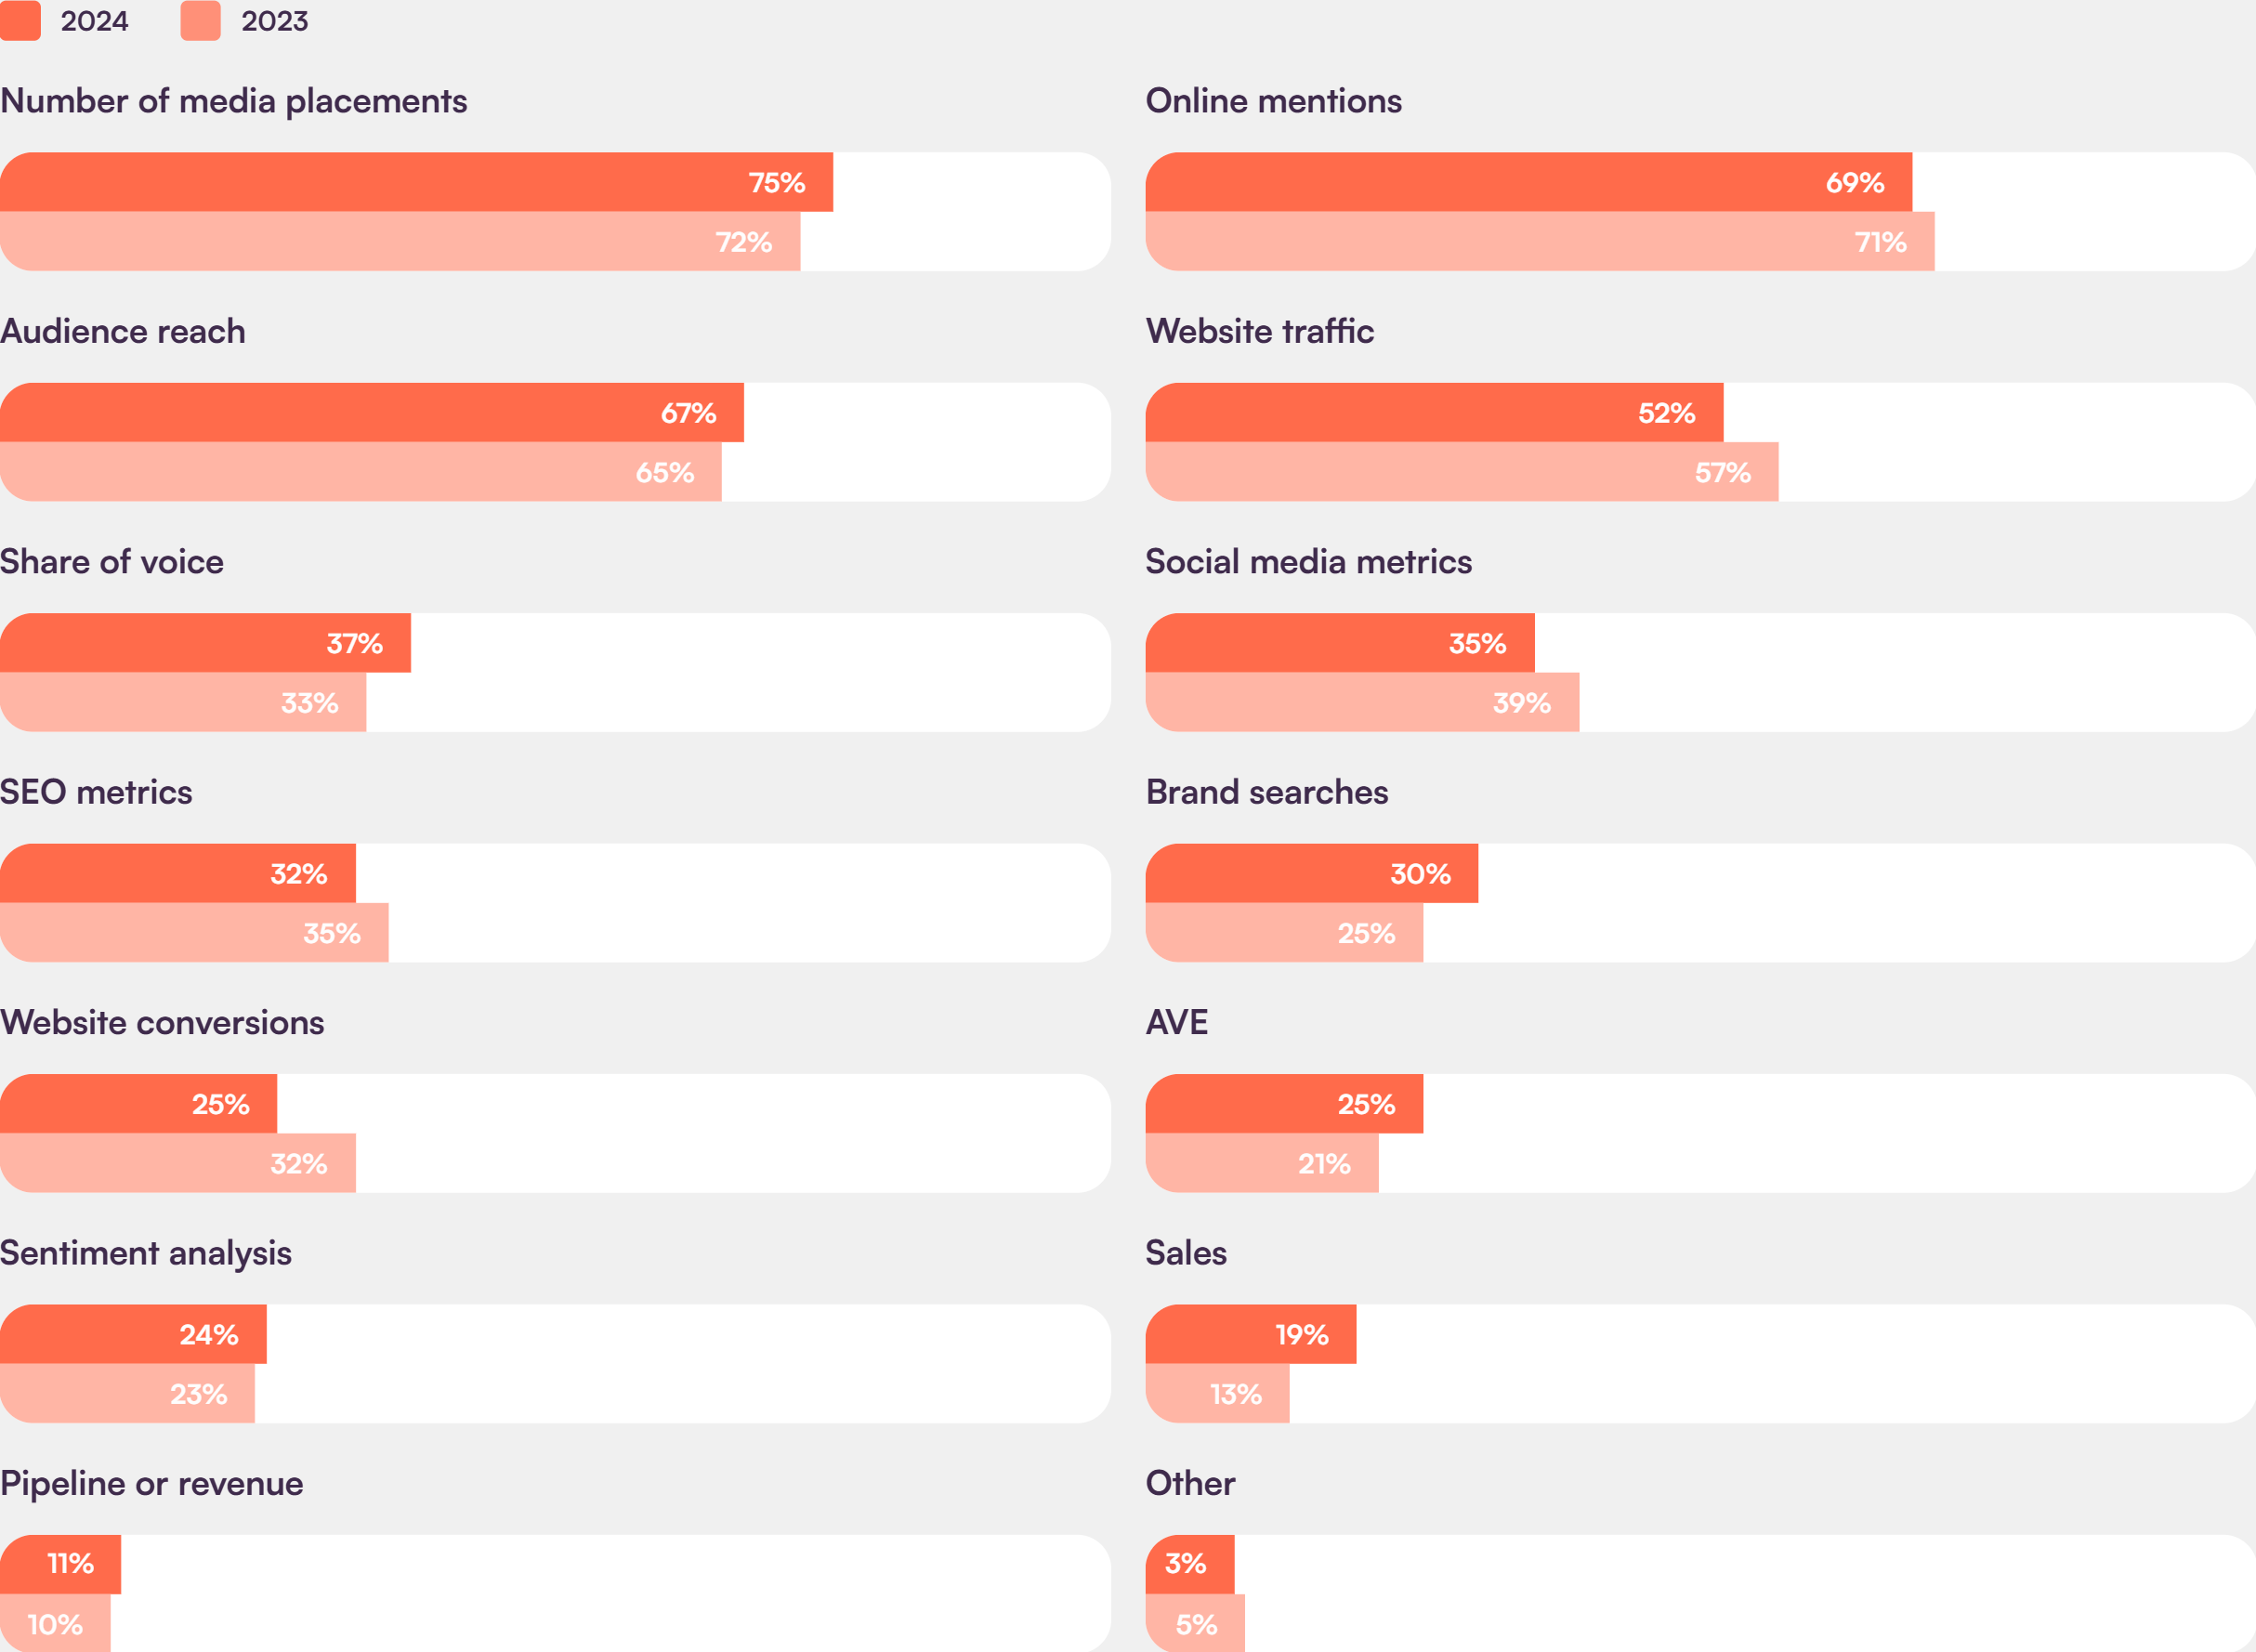 2024 2023
Number of media placements
75%
72%
Online mentions
69%
71%
Audience reach
67%
65%
Website traffic
52%
57%
Share of voice
37%
33%
Social media metrics
35%
39%
SEO metrics
32%
35%
Brand searches
30%
25%
Website conversions
25%
32%
AVE
25%
21%
Sentiment analysis
24%
23%
Sales
19%
13%
Pipeline or revenue
11%
10%
Other
3%
5%